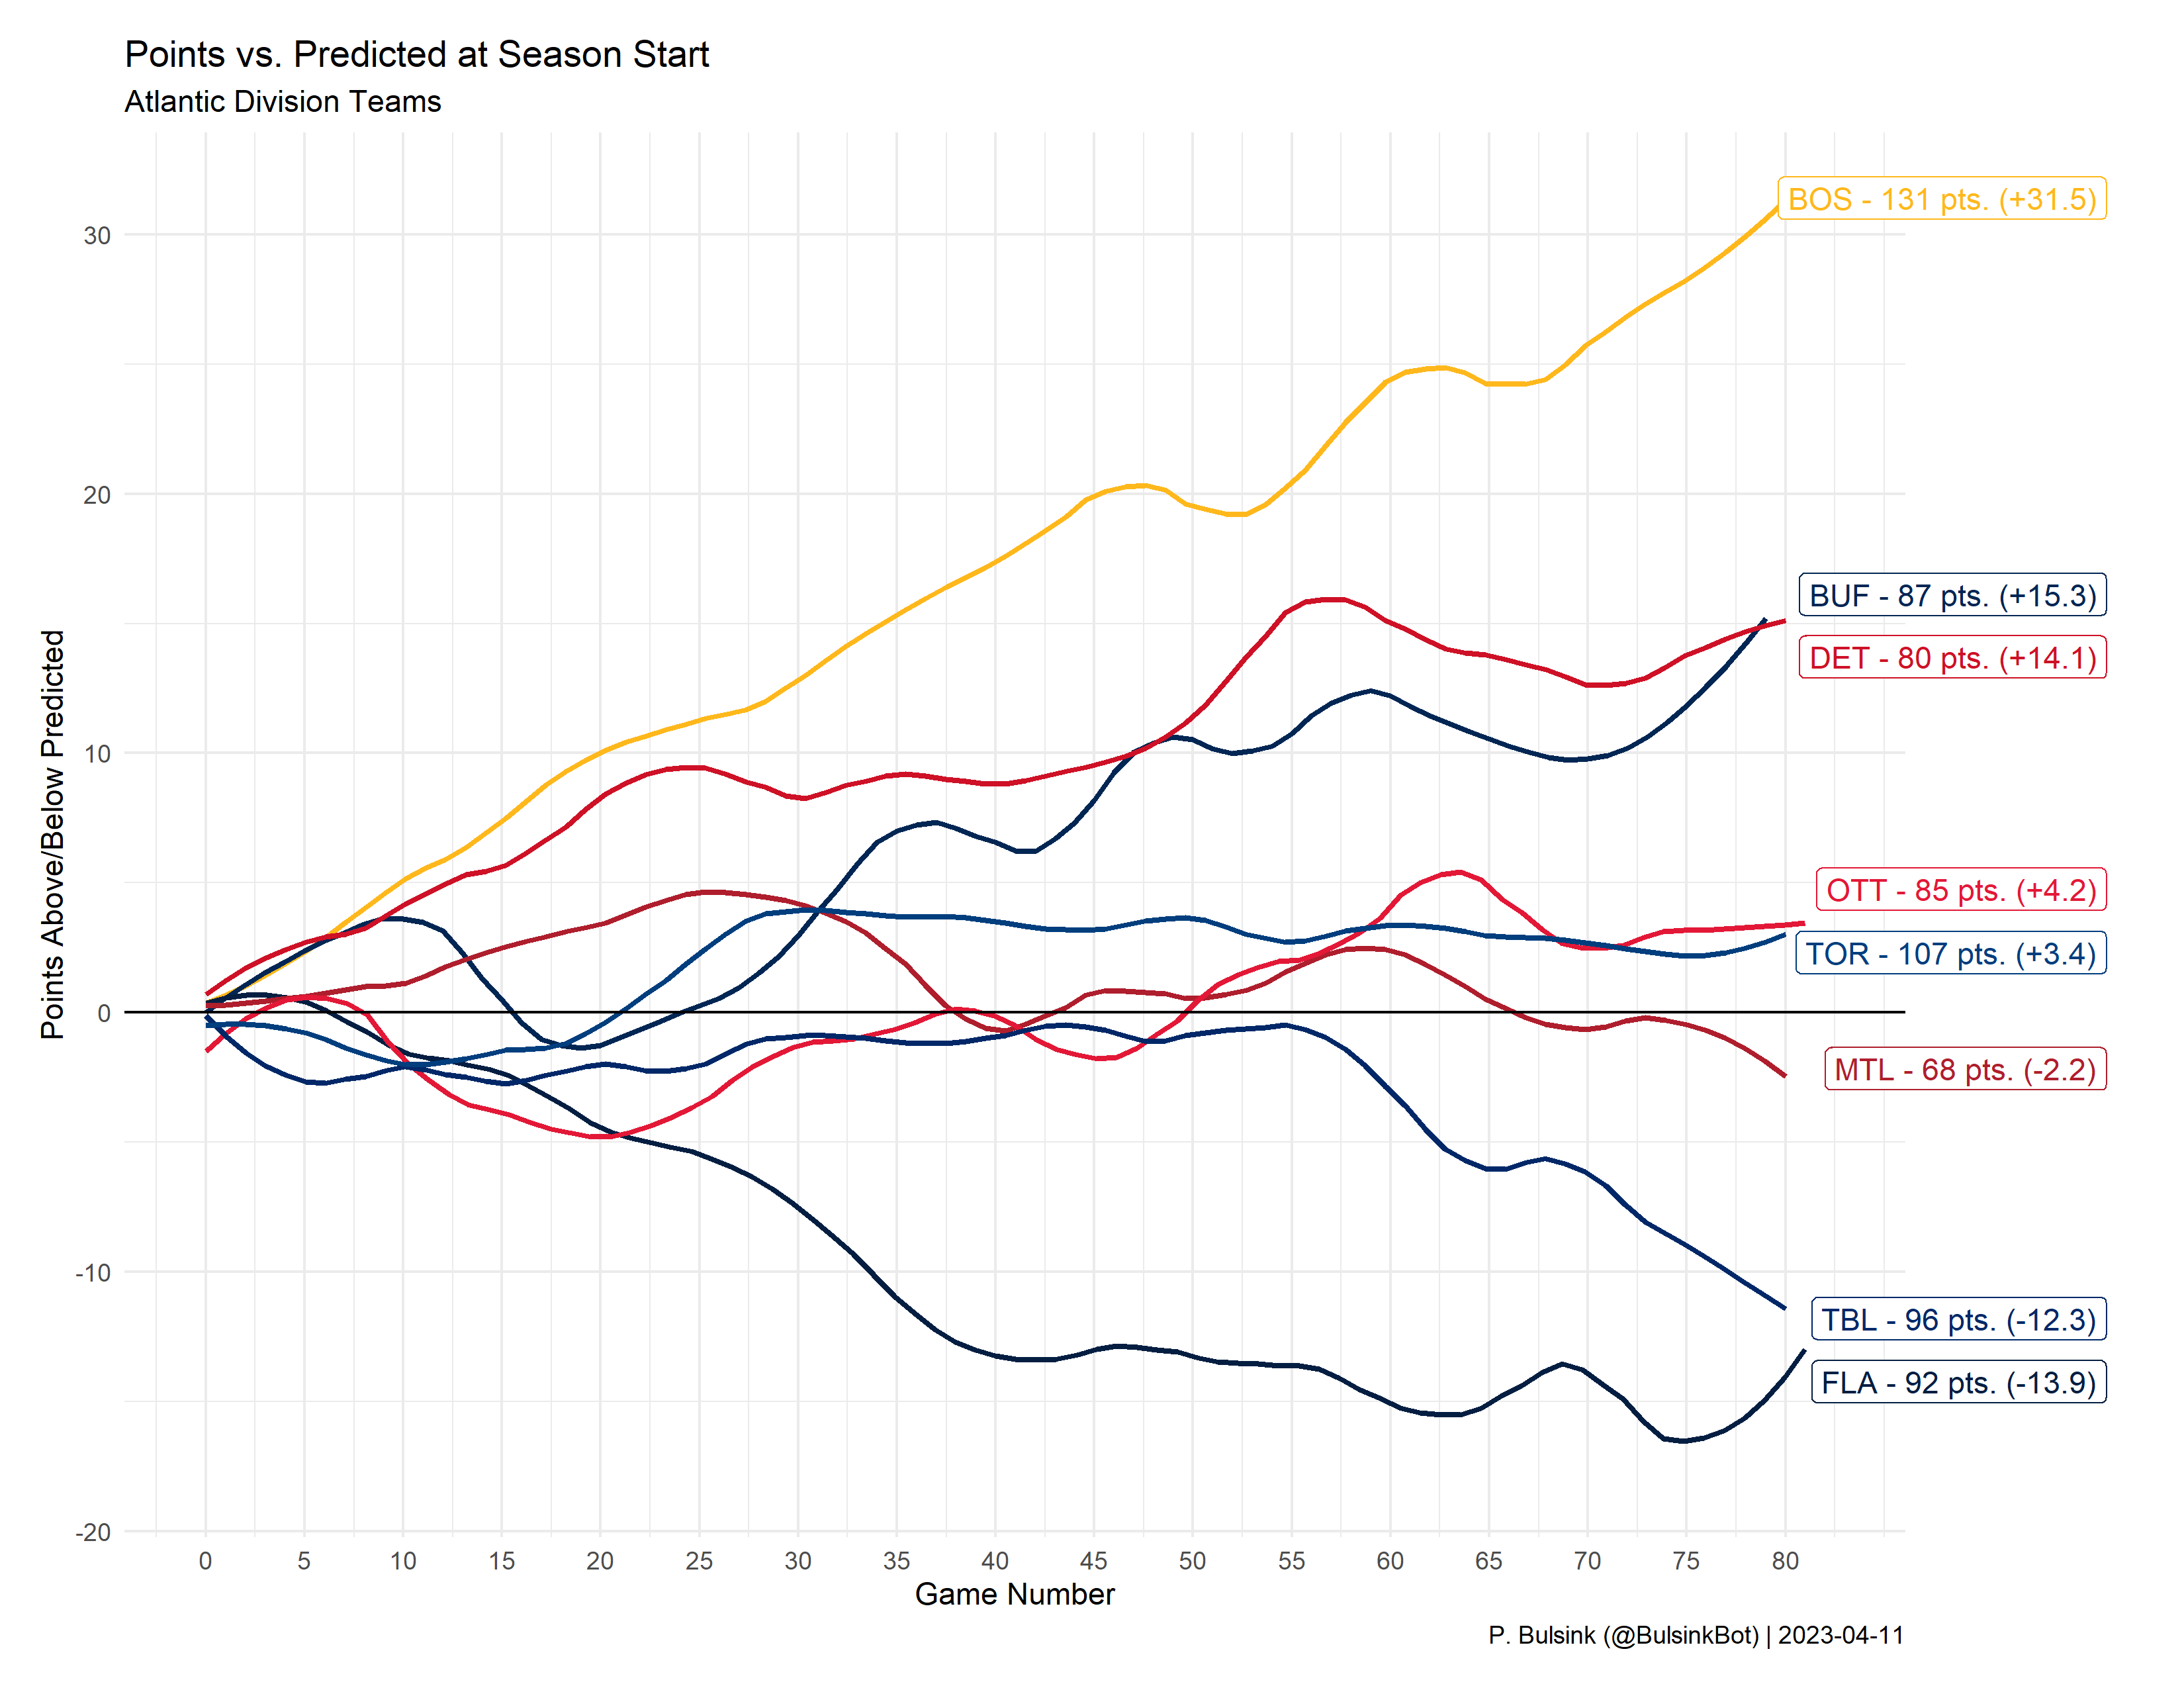 Points vs. Predicted at Season Start
Atlantic Division Teams
Points Above/Below Predicted
30
20
10
0
-10
-20
BOS - 131 pts. (+31.5)
BUF - 87 pts. (+15.3)
DET - 80 pts. (+14.1)
OTT - 85 pts. (+4.2)
TOR - 107 pts. (+3.4)
MTL - 68 pts. (-2.2)
TBL - 96 pts. (-12.3)
FLA - 92 pts. (-13.9)
0 5 10 15 20 25 30 35 40 45 50 55 60 65 70 75 80
Game Number
P. Bulsink (@BulsinkBot) | 2023-04-11